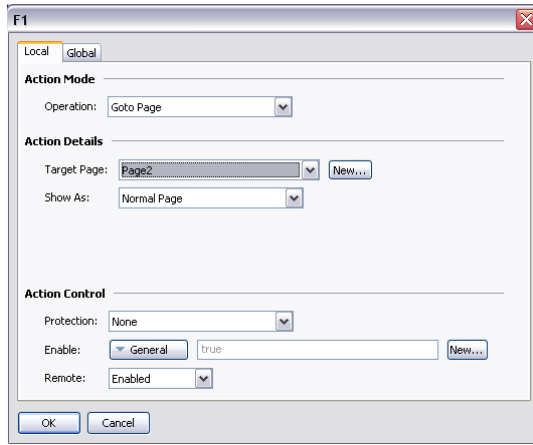 F1
Local Global
Action Mode
Operation: Goto Page
Action Details
Target Page: Page2 New...
Show As: Normal Page
Action Control
Protection: None
Enable: General true New...
Remote: Enabled
OK Cancel